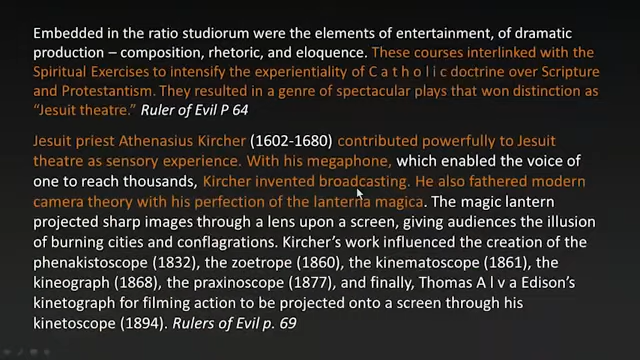 Embedded in the ratio studiorum were the elements of entertainment, of dramatic
production – composition, rhetoric, and eloquence. These courses interlinked with the
Spiritual Exercises to intensify the experientiality of C a t h o l i c doctrine over Scripture
and Protestantism. They resulted in a genre of spectacular plays that won distinction as
“Jesuit theatre.” Ruler of Evil P 64
Jesuit priest Athenasius Kircher (1602-1680) contributed powerfully to Jesuit
theatre as sensory experience. With his megaphone, which enabled the voice of
one to reach thousands, Kircher invented broadcasting. He also fathered modern
camera theory with his perfection of the lanterna magica. The magic lantern
projected sharp images through a lens upon a screen, giving audiences the illusion
of burning cities and conflagrations. Kircher’s work influenced the creation of the
phenakistoscope (1832), the zoetrope (1860), the kinematoscope (1861), the
kineograph (1868), the praxinoscope (1877), and finally, Thomas A l v a Edison’s
kinetograph for filming action to be projected onto a screen through his
kinetoscope (1894). Rulers of Evil p. 69